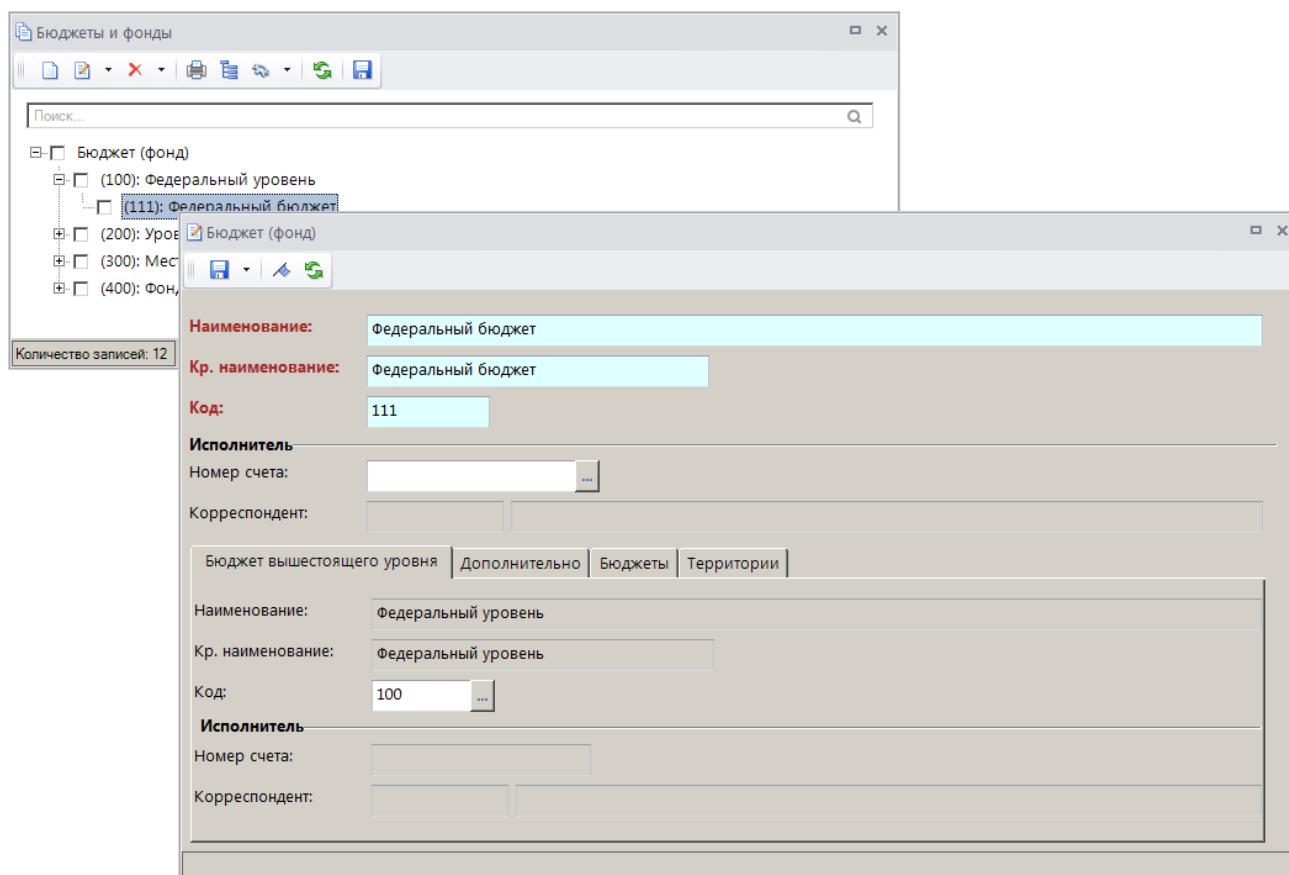 Бюджеты и фонды
Поиск...
Бюджет (фонд)
(100): Федеральный уровень
(111): Федеральный бюджет
(200): Уров
(300): Мест
(400): Фонд
Количество записей: 12
Бюджет (фонд)
Наименование: Федеральный бюджет
Кр. наименование: Федеральный бюджет
Код: 111
Исполнитель
Номер счета: ...
Корреспондент:
Бюджет вышестоящего уровня Дополнительно Бюджеты Территории
Наименование: Федеральный уровень
Кр. наименование: Федеральный уровень
Код: 100 ...
Исполнитель
Номер счета:
Корреспондент: